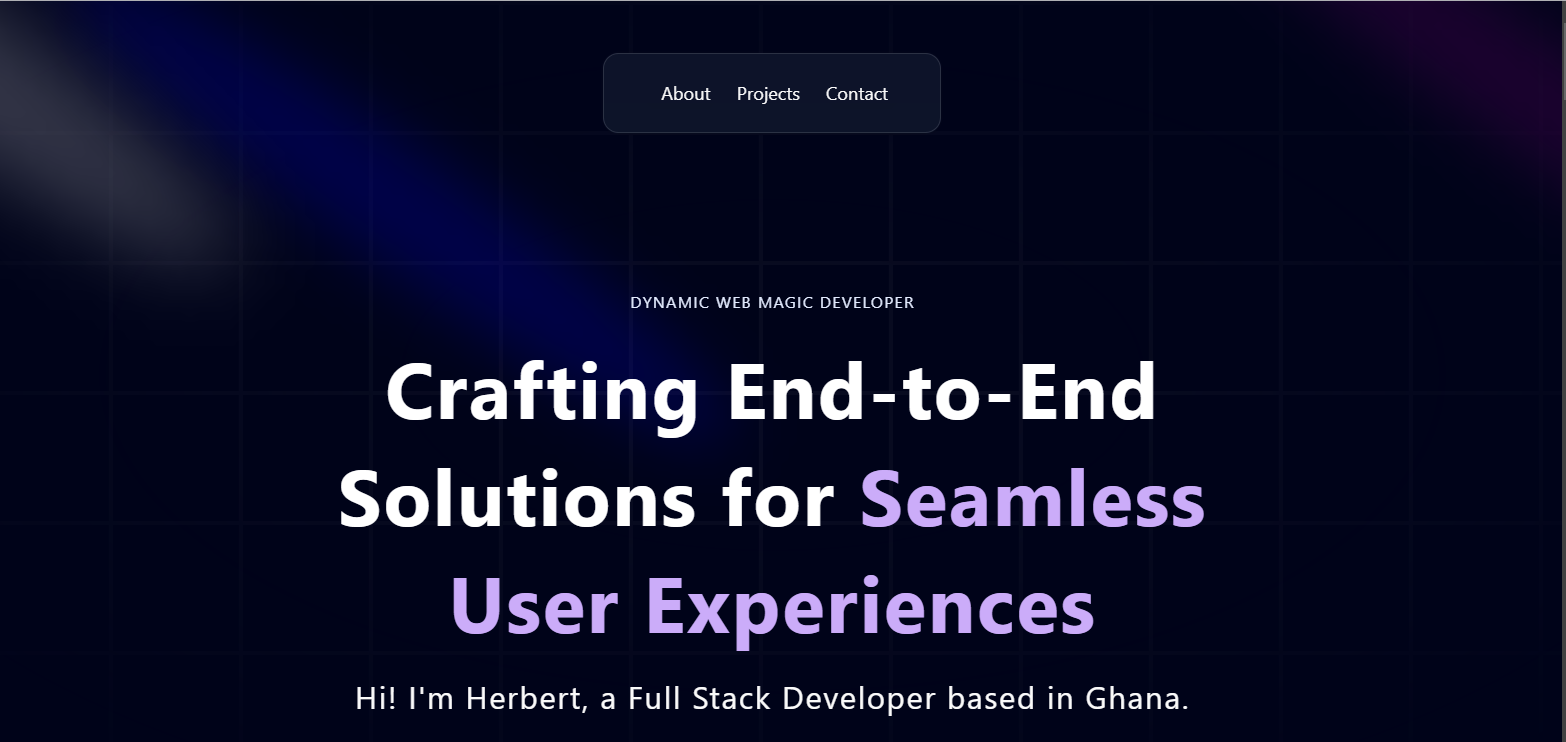 About Projects Contact
DYNAMIC WEB MAGIC DEVELOPER
Crafting End-to-End
Solutions for Seamless
User Experiences
Hi! I'm Herbert, a Full Stack Developer based in Ghana.